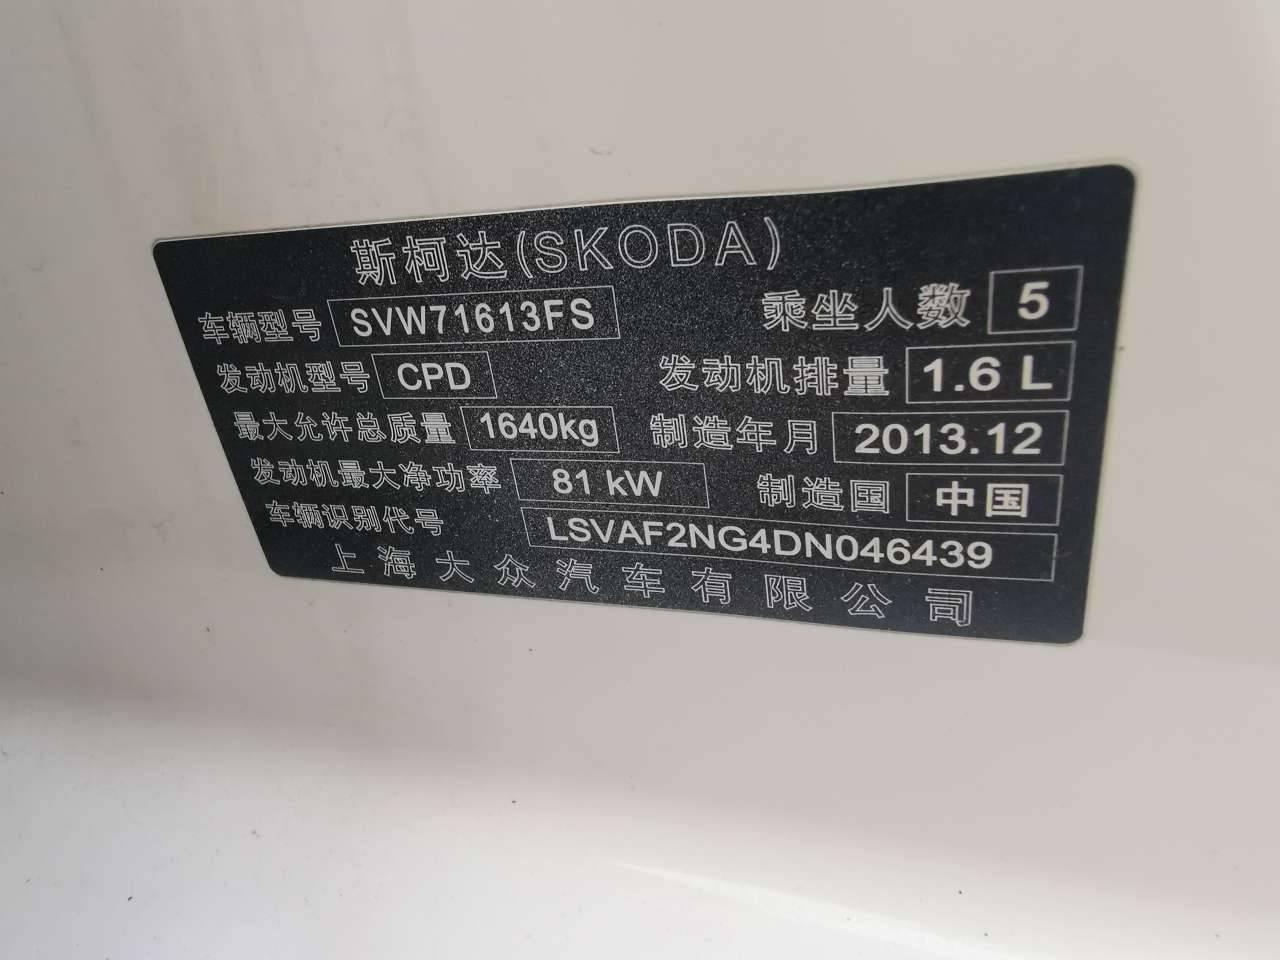 斯柯达(SKODA)
车辆型号 SVW71613FS 乘坐人数 5
发动机型号 CPD 发动机排量 1.6 L
最大允许总质量 1640kg 制造年月 2013.12
发动机最大净功率 81 kW 制造国 中国
车辆识别代号 LSVAF2NG4DN046439
上海大众汽车有限公司